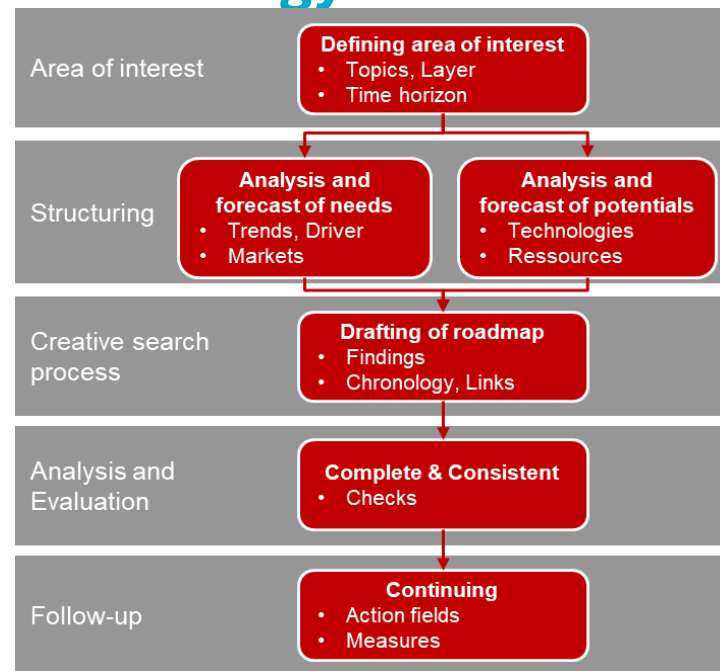 Area of interest
Defining area of interest
• Topics, Layer
• Time horizon
Structuring
Analysis and
forecast of needs
• Trends, Driver
• Markets
Analysis and
forecast of potentials
• Technologies
• Ressources
Creative search
process
Drafting of roadmap
• Findings
• Chronology, Links
Analysis and
Evaluation
Complete & Consistent
• Checks
Follow-up
Continuing
• Action fields
• Measures